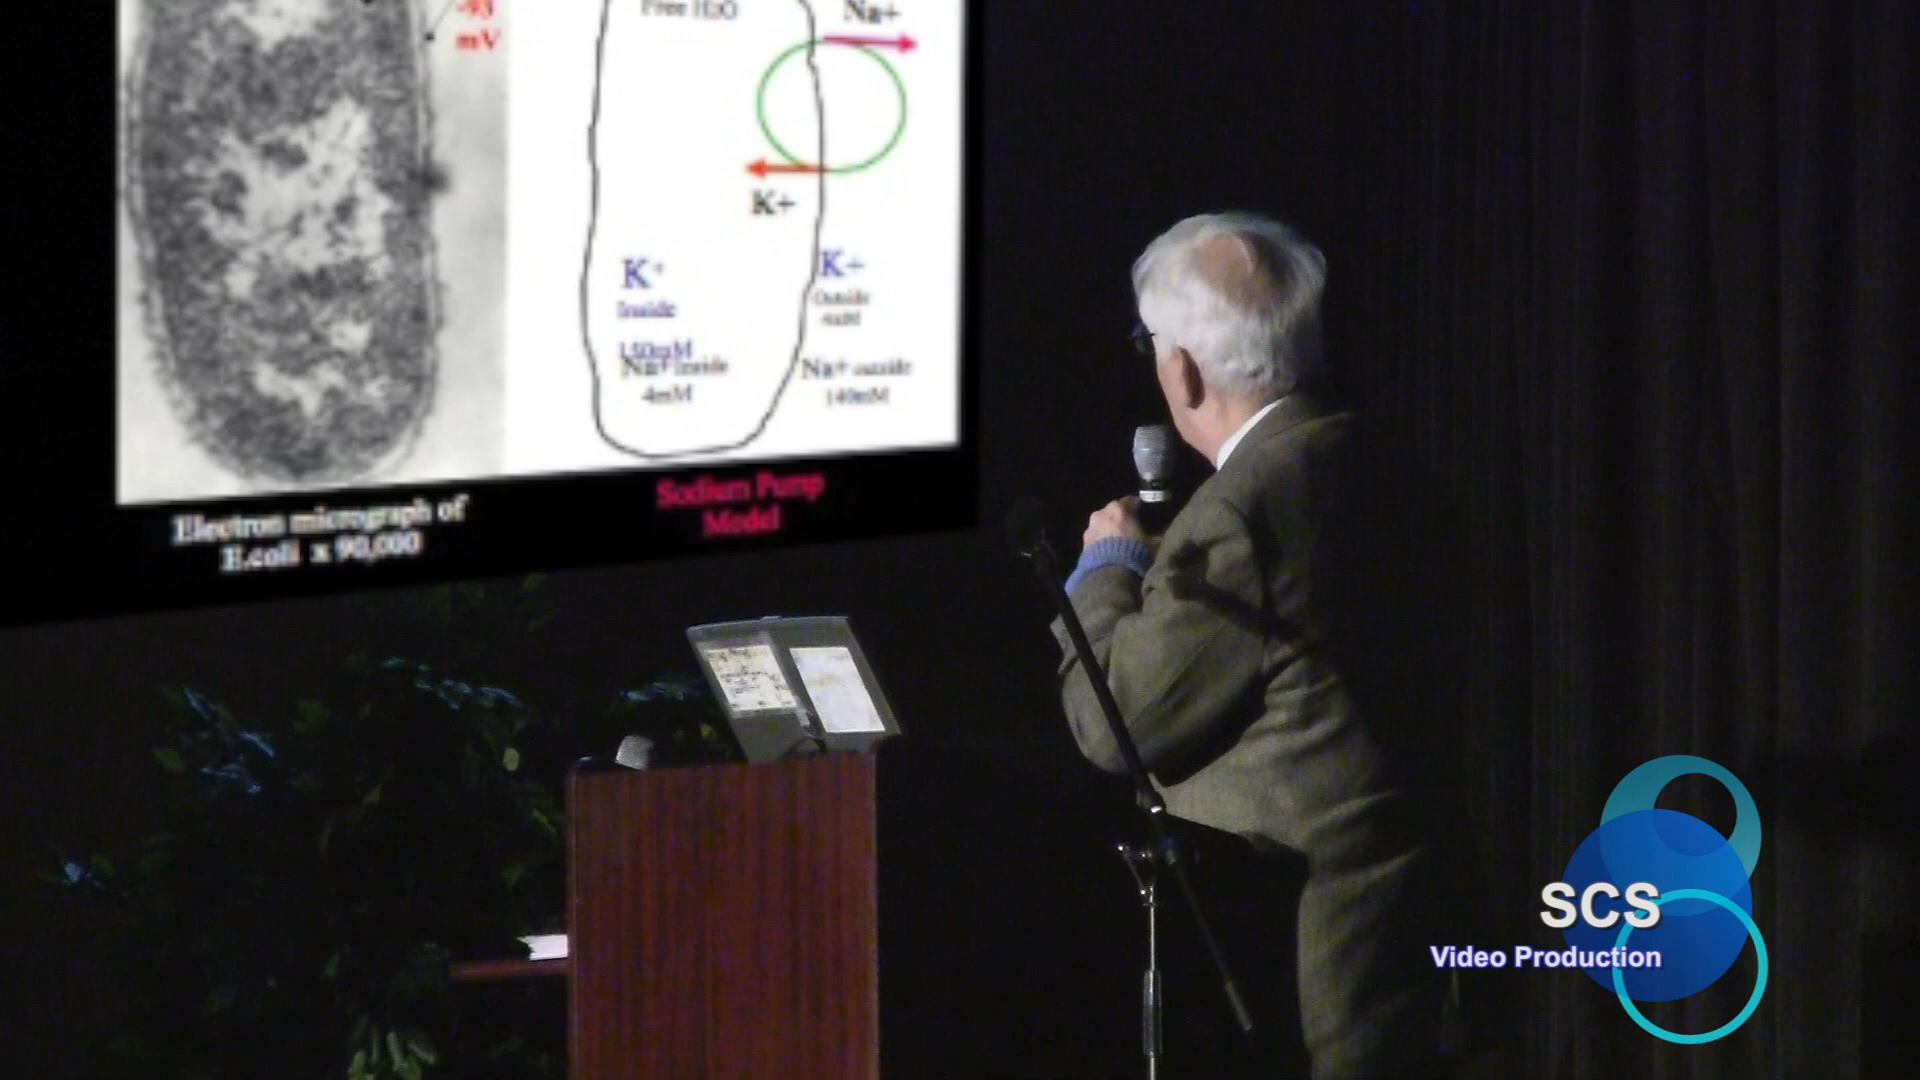 -93
mV
Free H2O
Na+
K+
K+
Inside
150mM
Na+ inside
4mM
K+
Outside
4mM
Na+ outside
140mM
Electron micrograph of
E.coli x 90,000
Sodium Pump
Model
SCS
Video Production